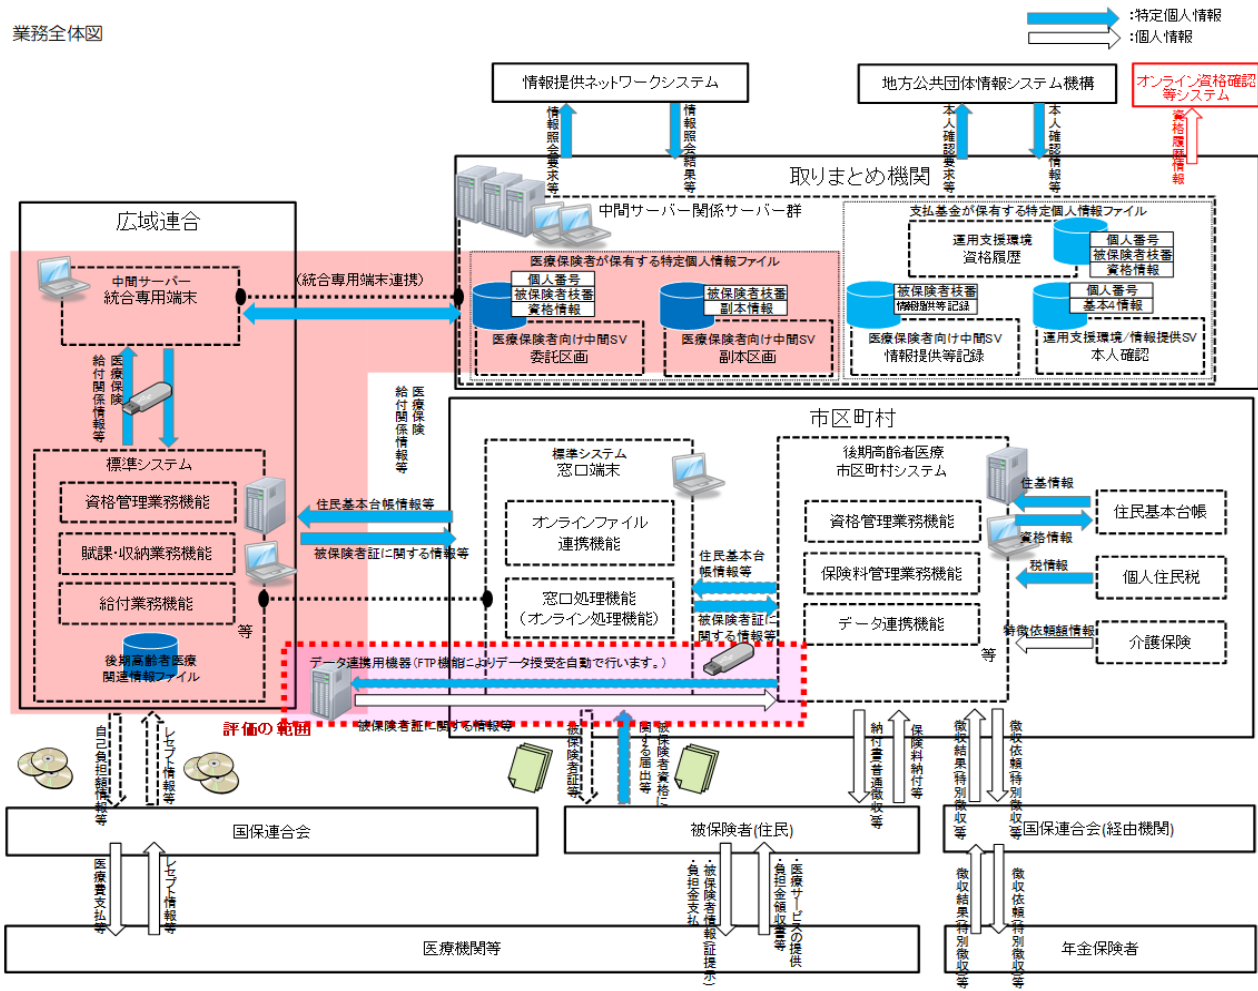 業務全体図
:特定個人情報
:個人情報
情報提供ネットワークシステム
地方公共団体情報システム機構
オンライン資格確認
等システム
情報照会要求等
情報照会結果等
本人確認要求等
本人確認情報等
資格履歴情報
取りまとめ機関
中間サーバー関係サーバー群
医療保険者が保有する特定個人情報ファイル
個人番号
被保険者枝番
資格情報
医療保険者向け中間SV
委託区画
被保険者枝番
副本情報
医療保険者向け中間SV
副本区画
支払基金が保有する特定個人情報ファイル
運用支援環境
資格履歴
個人番号
被保険者枝番
資格情報
被保険者枝番
情報提供等記録
医療保険者向け中間SV
情報提供等記録
個人番号
基本4情報
運用支援環境/情報提供SV
本人確認
広域連合
中間サーバー
統合専用端末
(統合専用端末連携)
医療保険
給付関係情報等
医療保険
給付関係情報等
標準システム
資格管理業務機能
賦課・収納業務機能
給付業務機能
等
後期高齢者医療
関連情報ファイル
住民基本台帳情報等
被保険者証に関する情報等
市区町村
標準システム
窓口端末
オンラインファイル
連携機能
窓口処理機能
(オンライン処理機能)
住民基本台
帳情報等
被保険者証に
関する情報等
後期高齢者医療
市区町村システム
資格管理業務機能
保険料管理業務機能
データ連携機能
等
住基情報
資格情報
税情報
特徴依頼額情報
住民基本台帳
個人住民税
介護保険
データ連携用機器(FTP機能によりデータ授受を自動で行います。)
被保険者証に関する情報等
評価の範囲
自己負担額情報等
レセプト情報等
被保険者証等
被保険者資格に
関する届出等
納付書(普通徴収)等
保険料納付等
徴収結果(特別徴収)等
徴収依頼(特別徴収)等
国保連合会
被保険者(住民)
国保連合会(経由機関)
医療費支払等
レセプト情報等
・被保険者情報(証提示)
・負担金支払
・医療サービスの提供
・負担金領収書等
徴収結果(特別徴収)等
徴収依頼(特別徴収)等
医療機関等
年金保険者